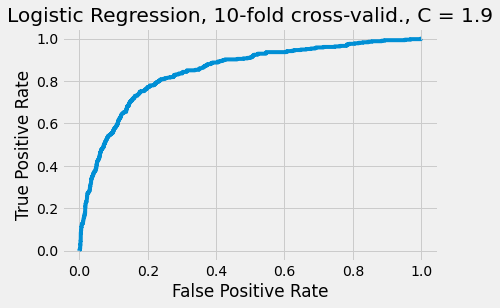 Logistic Regression, 10-fold cross-valid., C = 1.9
1.0
0.8
0.6
0.4
0.2
0.0
True Positive Rate
0.0 0.2 0.4 0.6 0.8 1.0
False Positive Rate